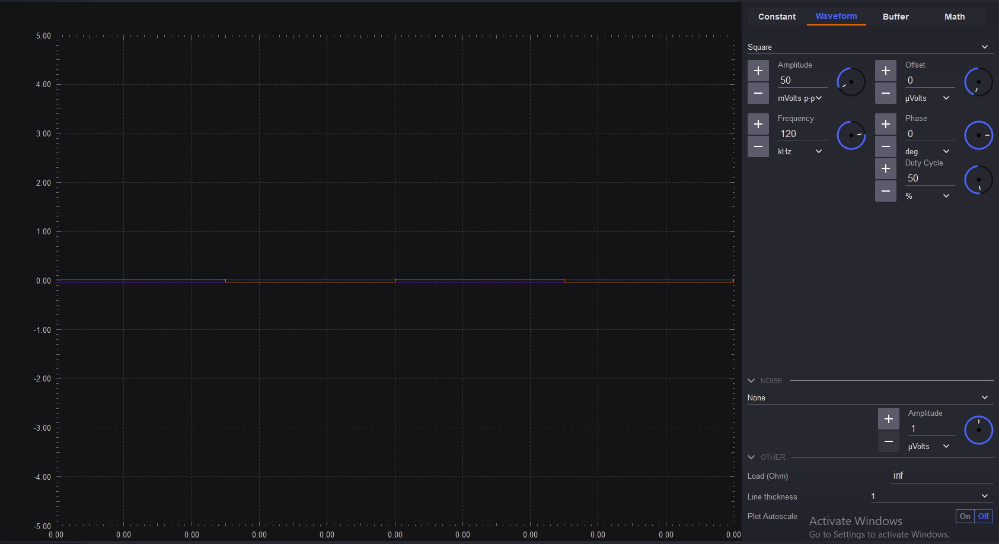 Constant Waveform Buffer Math
Square
Amplitude
50
mVolts p-p
Offset
0
µVolts
Frequency
120
kHz
Phase
0
deg
Duty Cycle
50
%
NOISE
None
Amplitude
1
µVolts
OTHER
Load (Ohm) inf
Line thickness 1
Plot Autoscale On Off
Activate Windows
Go to Settings to activate Windows.
5.00
4.00
3.00
2.00
1.00
0.00
-1.00
-2.00
-3.00
-4.00
-5.00
0.00 0.00 0.00 0.00 0.00 0.00 0.00 0.00 0.00 0.00 0.00